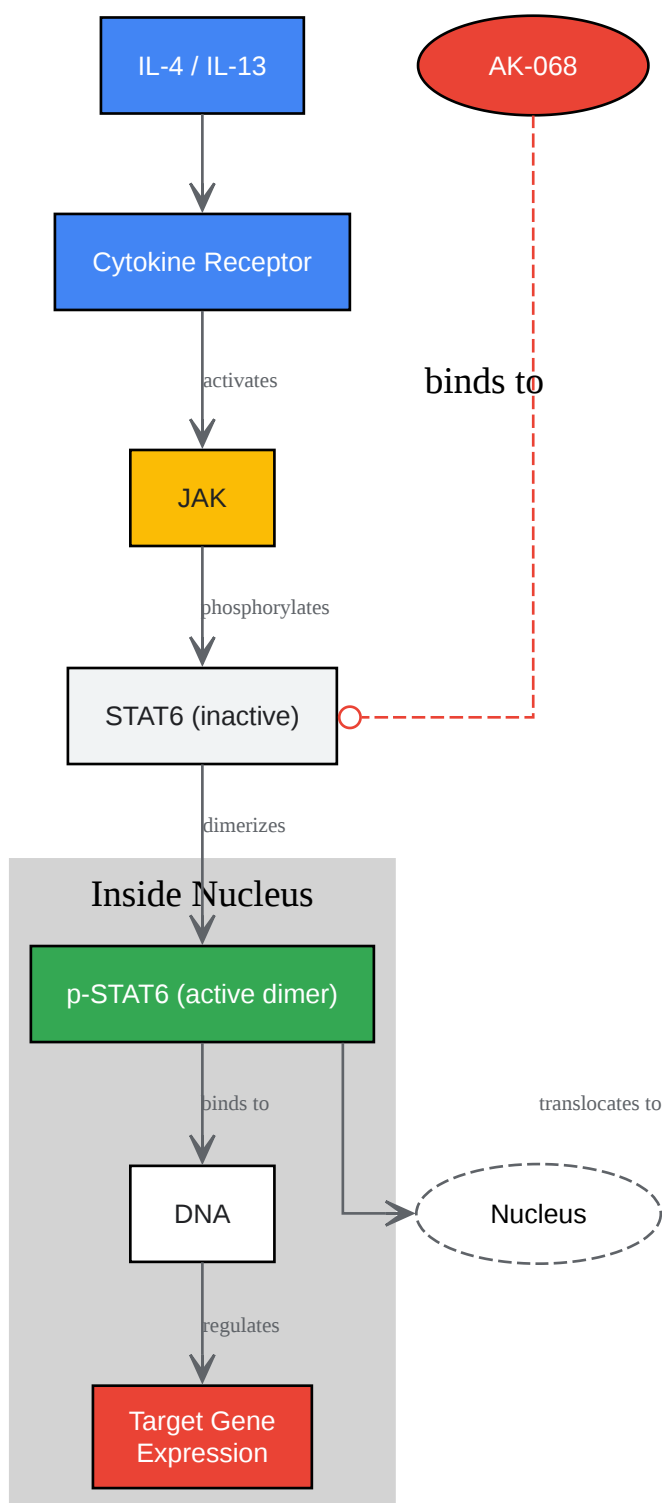 IL-4 / IL-13
AK-068
Cytokine Receptor
activates
binds to
JAK
phosphorylates
STAT6 (inactive)
dimerizes
Inside Nucleus
p-STAT6 (active dimer)
binds to
translocates to
DNA
Nucleus
regulates
Target Gene
Expression